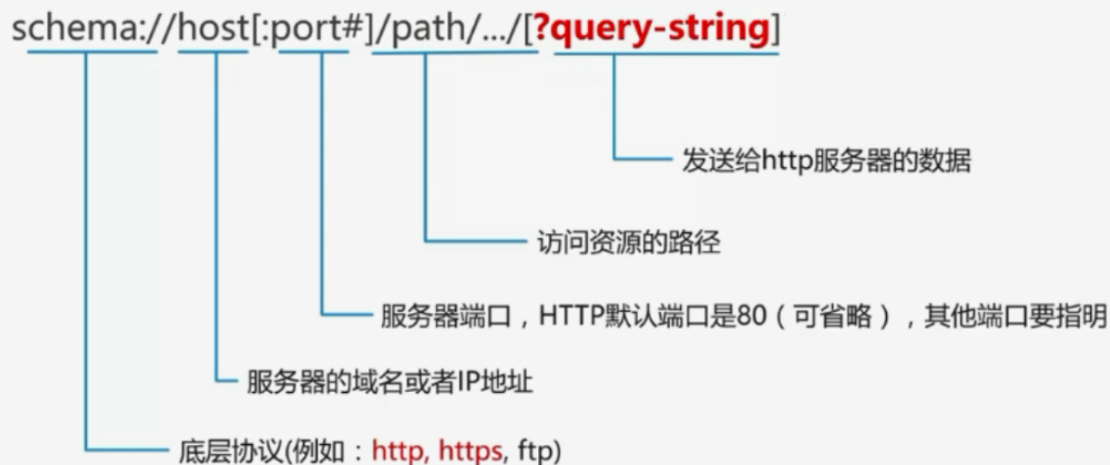 schema://host[:port#]/path/.../[?query-string]
发送给http服务器的数据
访问资源的路径
服务器端口，HTTP默认端口是80（可省略），其他端口要指明
服务器的域名或者IP地址
底层协议(例如：http, https, ftp)